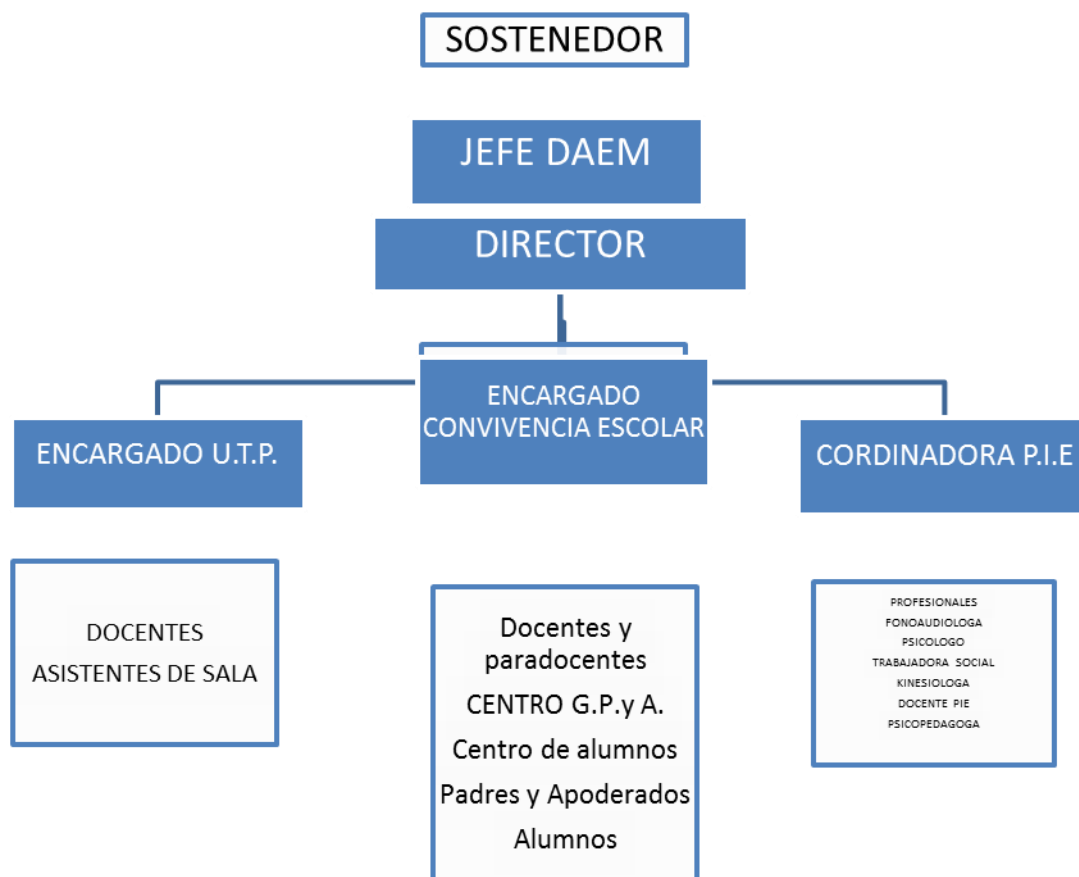 SOSTENEDOR
JEFE DAEM
DIRECTOR
ENCARGADO
CONVIVENCIA ESCOLAR
ENCARGADO U.T.P.
CORDINADORA P.I.E
DOCENTES
ASISTENTES DE SALA
Docentes y
paradocentes
CENTRO G.P.y A.
Centro de alumnos
Padres y Apoderados
Alumnos
PROFESIONALES
FONOAUDIOLOGA
PSICOLOGO
TRABAJADORA SOCIAL
KINESIOLOGA
DOCENTE PIE
PSICOPEDAGOGA